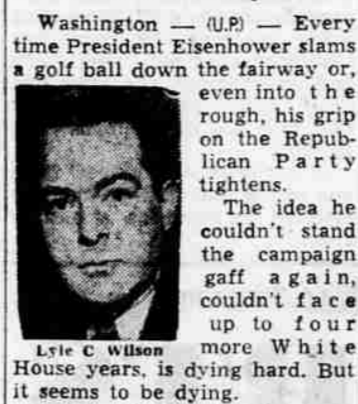 Washington — (U.P.) — Every
time President Eisenhower slams
a golf ball down the fairway or,
even into the
rough, his grip
on the Repub-
lican Party
tightens.
The idea he
couldn't stand
the campaign
gaff again,
couldn't face
up to four
more White
Lyle C Wilson
House years, is dying hard. But
it seems to be dying.